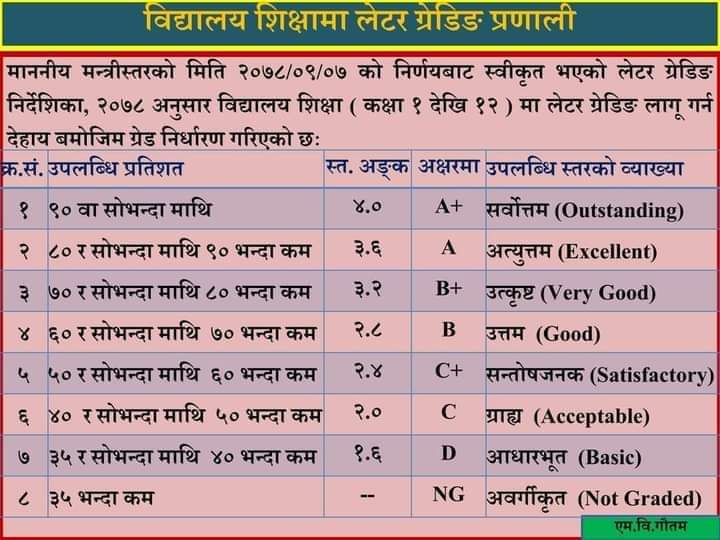 विद्यालय शिक्षामा लेटर ग्रेडिङ प्रणाली
माननीय मन्त्रीस्तरको मिति २०७८/०९/०७ को निर्णयबाट स्वीकृत भएको लेटर ग्रेडिङ
निर्देशिका, २०७८ अनुसार विद्यालय शिक्षा ( कक्षा १ देखि १२ ) मा लेटर ग्रेडिङ लागू गर्न
देहाय बमोजिम ग्रेड निर्धारण गरिएको छः
क्र.सं. उपलब्धि प्रतिशत स्त. अङ्क अक्षरमा उपलब्धि स्तरको व्याख्या
१ ९० वा सोभन्दा माथि ४.० A+ सर्वोत्तम (Outstanding)
२ ८० र सोभन्दा माथि ९० भन्दा कम ३.६ A अत्युत्तम (Excellent)
३ ७० र सोभन्दा माथि ८० भन्दा कम ३.२ B+ उत्कृष्ट (Very Good)
४ ६० र सोभन्दा माथि ७० भन्दा कम २.८ B उत्तम (Good)
५ ५० र सोभन्दा माथि ६० भन्दा कम २.४ C+ सन्तोषजनक (Satisfactory)
६ ४० र सोभन्दा माथि ५० भन्दा कम २.० C ग्राह्य (Acceptable)
७ ३५ र सोभन्दा माथि ४० भन्दा कम १.६ D आधारभूत (Basic)
८ ३५ भन्दा कम -- NG अवर्गीकृत (Not Graded)
एम.वि.गौतम